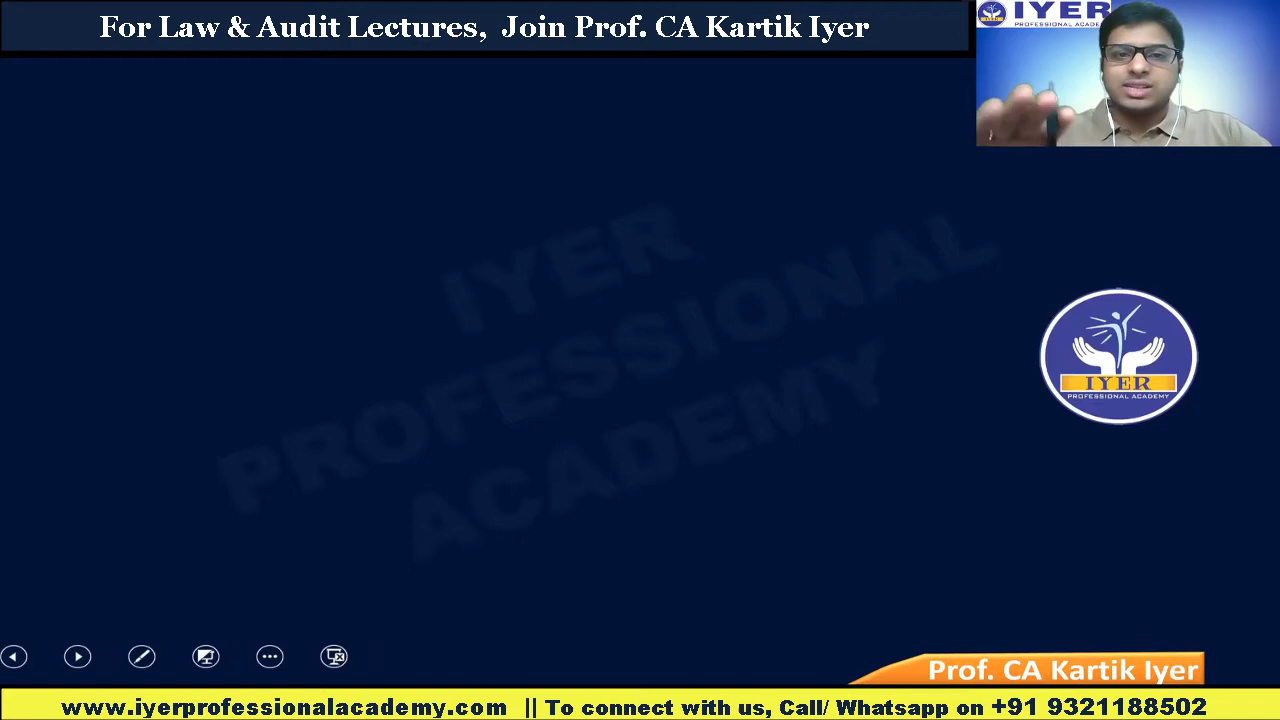 For Law & Audit Lectures, Join Prof. CA Kartik Iyer
IYER
PROFESSIONAL ACADEMY
IYER
PROFESSIONAL
ACADEMY
IYER
PROFESSIONAL ACADEMY
Prof. CA Kartik Iyer
www.iyerprofessionalacademy.com || To connect with us, Call/ Whatsapp on +91 9321188502